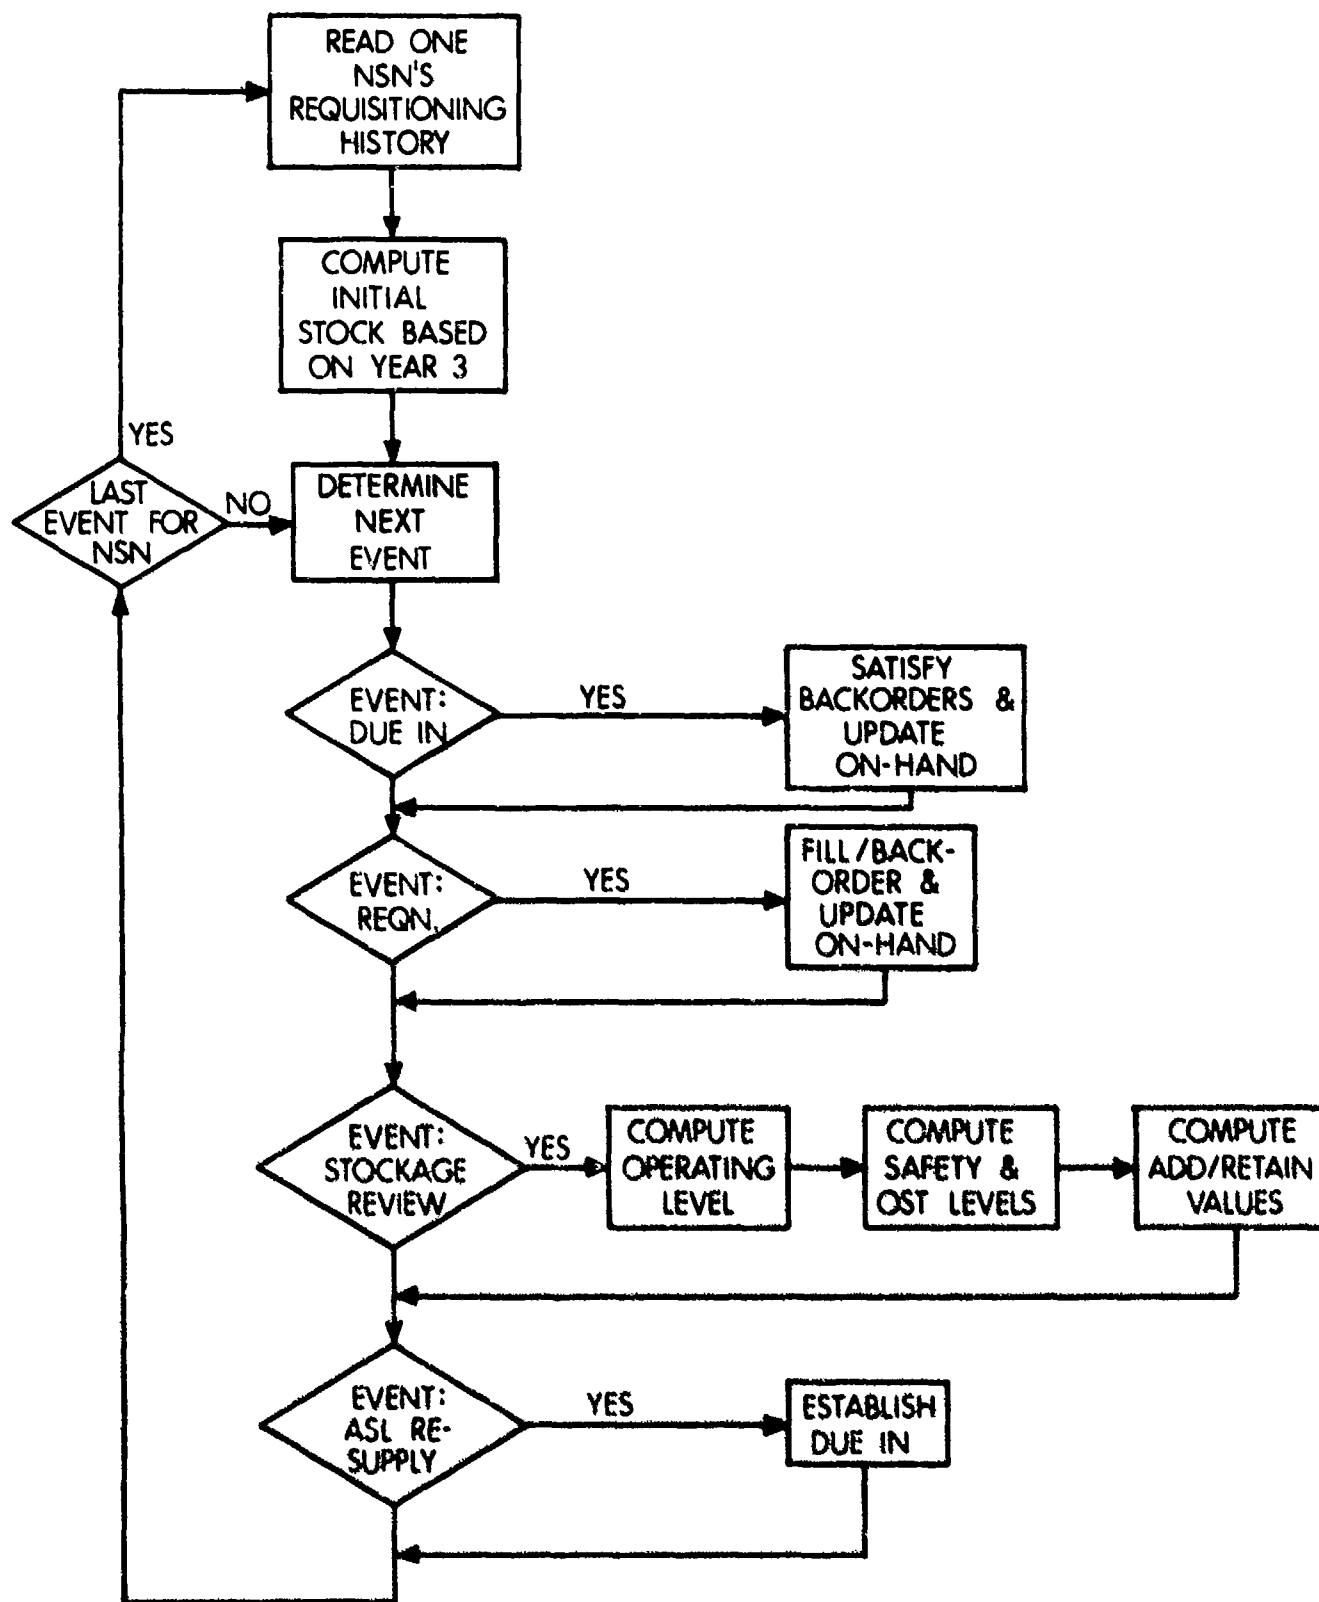 READ ONE
NSN'S
REQUISITIONING
HISTORY
COMPUTE
INITIAL
STOCK BASED
ON YEAR 3
YES
LAST
EVENT FOR
NSN
NO
DETERMINE
NEXT
EVENT
EVENT:
DUE IN
YES
SATISFY
BACKORDERS &
UPDATE
ON-HAND
EVENT:
REQN.
YES
FILL/BACK-
ORDER &
UPDATE
ON-HAND
EVENT:
STOCKAGE
REVIEW
YES
COMPUTE
OPERATING
LEVEL
COMPUTE
SAFETY &
OST LEVELS
COMPUTE
ADD/RETAIN
VALUES
EVENT:
ASL RE-
SUPPLY
YES
ESTABLISH
DUE IN